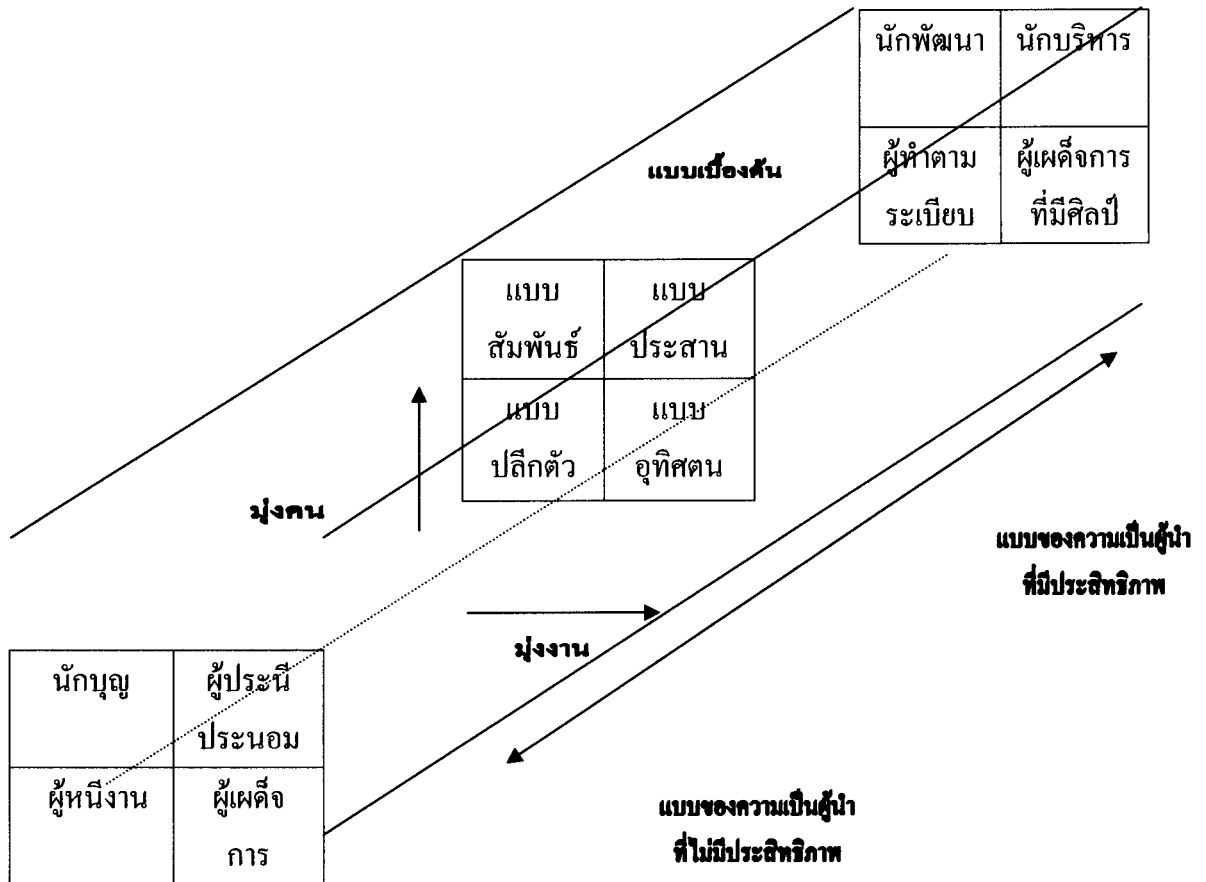 นักพัฒนา นักบริหาร
ผู้ทำตาม ผู้เผด็จการ
ระเบียบ ที่มีศิลป์
แบบเบื้องต้น
แบบ แบบ
สัมพันธ์ ประสาน
แบบ แบบ
ปลีกตัว อุทิศตน
มุ่งคน
แบบของความเป็นผู้นำ
ที่มีประสิทธิภาพ
มุ่งงาน
นักบุญ ผู้ประนี
ประนอม
ผู้หนีงาน ผู้เผด็จ
การ
แบบของความเป็นผู้นำ
ที่ไม่มีประสิทธิภาพ